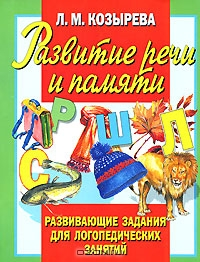 Л. М. КОЗЫРЕВА
Развитие речи
и памяти
Р Ш П
С
РАЗВИВАЮЩИЕ ЗАДАНИЯ
ДЛЯ ЛОГОПЕДИЧЕСКИХ
ЗАНЯТИЙ